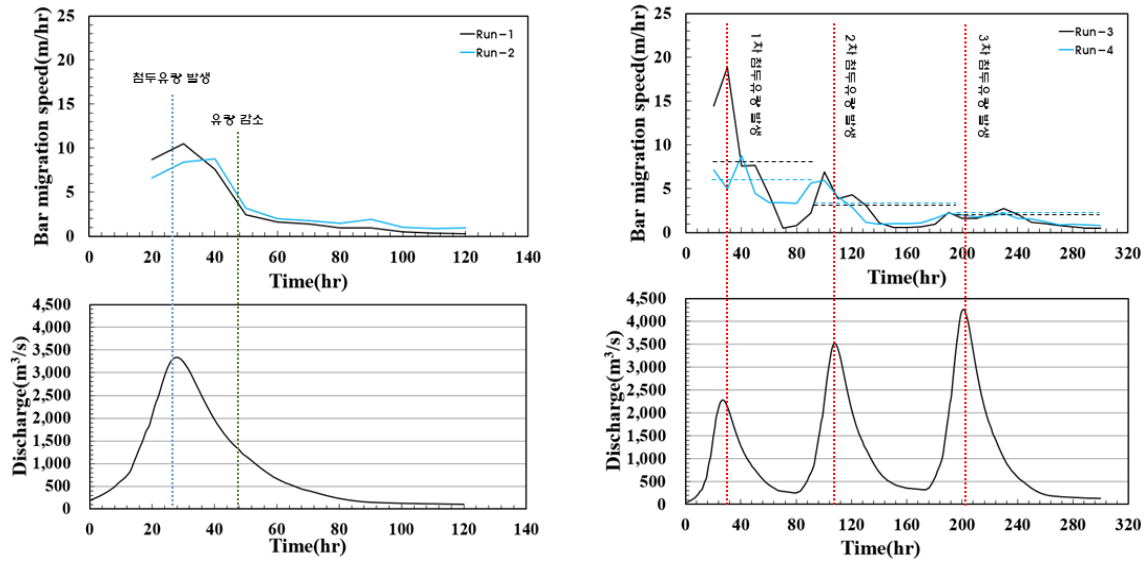 25
20
15
10
5
0
Bar migration speed(m/hr)
Run-1
Run-2
첨두유량 발생
유량 감소
0 20 40 60 80 100 120 140
Time(hr)
4,500
4,000
3,500
3,000
2,500
2,000
1,500
1,000
500
0
Discharge(m³/s)
0 20 40 60 80 100 120 140
Time(hr)
25
20
15
10
5
0
Bar migration speed(m/hr)
Run-3
Run-4
1차 첨두유량 발생
2차 첨두유량 발생
3차 첨두유량 발생
0 40 80 120 160 200 240 280 320
Time(hr)
4,500
4,000
3,500
3,000
2,500
2,000
1,500
1,000
500
0
Discharge(m³/s)
0 40 80 120 160 200 240 280 320
Time(hr)